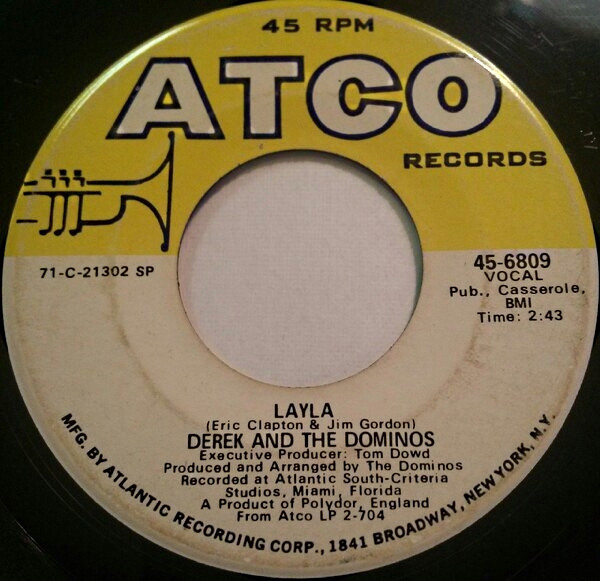 45 RPM
ATCO
RECORDS
71-C-21302 SP
45-6809
VOCAL
Pub., Casserole,
BMI
Time: 2:43
LAYLA
(Eric Clapton & Jim Gordon)
DEREK AND THE DOMINOS
Executive Producer: Tom Dowd
Produced and Arranged by The Dominos
Recorded at Atlantic South-Criteria
Studios, Miami, Florida
A Product of Polydor, England
From Atco LP 2-704
MFG. BY ATLANTIC RECORDING CORP., 1841 BROADWAY, NEW YORK, N.Y.